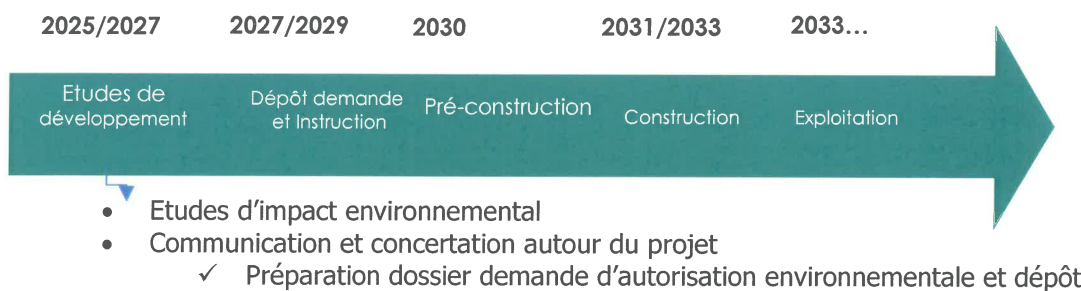 2025/2027 2027/2029 2030 2031/2033 2033...
Etudes de développement
Dépôt demande et Instruction
Pré-construction
Construction
Exploitation
• Etudes d'impact environnemental
• Communication et concertation autour du projet
✓ Préparation dossier demande d'autorisation environnementale et dépôt